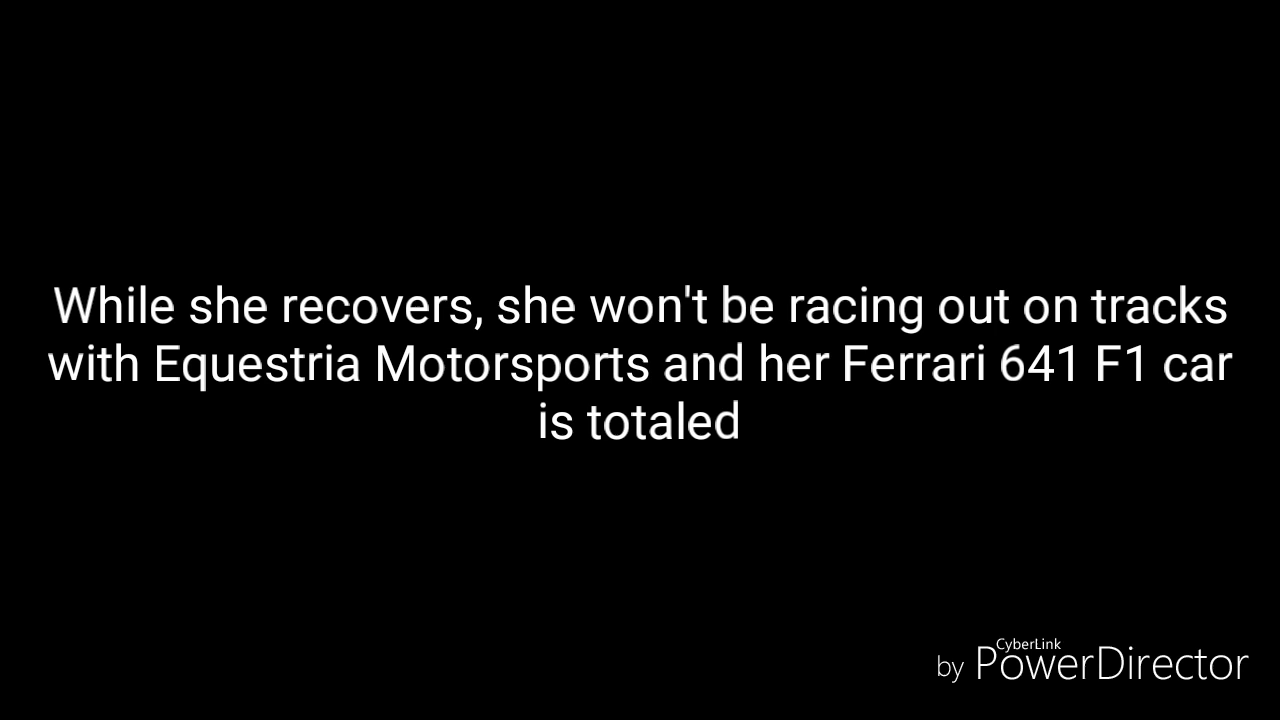 While she recovers, she won't be racing out on tracks
with Equestria Motorsports and her Ferrari 641 F1 car
is totaled
CyberLink
by PowerDirector